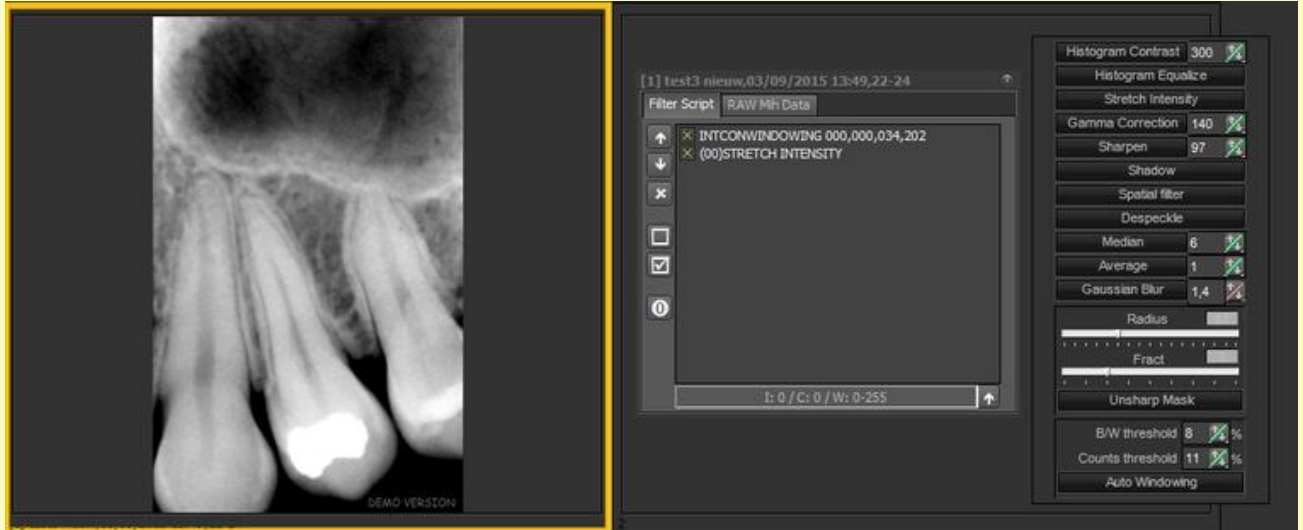 DEMO VERSION
[1] test3 nieuw,03/09/2015 13:49,22-24
Filter Script RAW Mih Data
INTCONWINDOWING 000,000,034,202
(00)STRETCH INTENSITY
I: 0 / C: 0 / W: 0-255
Histogram Contrast 300
Histogram Equalize
Stretch Intensity
Gamma Correction 140
Sharpen 97
Shadow
Spatial filter
Despeckle
Median 6
Average 1
Gaussian Blur 1,4
Radius
Fract
Unsharp Mask
B/W threshold 8 %
Counts threshold 11 %
Auto Windowing
2